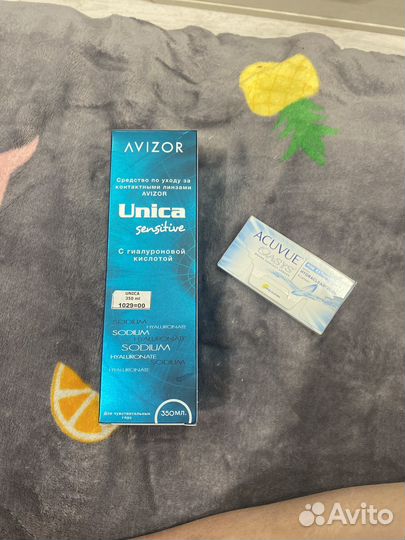 AVIZOR
Средство по уходу за
контактными линзами
AVIZOR
Unica
sensitive
С гиалуроновой
кислотой
UNICA
350 ml
1029=00
SODIUM
HYALURONATE
SODIUM
HYALURONATE
SODIUM
HYALURONATE
SODIUM
HYALURONATE
Для чувствительных
глаз
350МЛ.
ACUVUE
OASYS
HYDRACLEAR
Avito